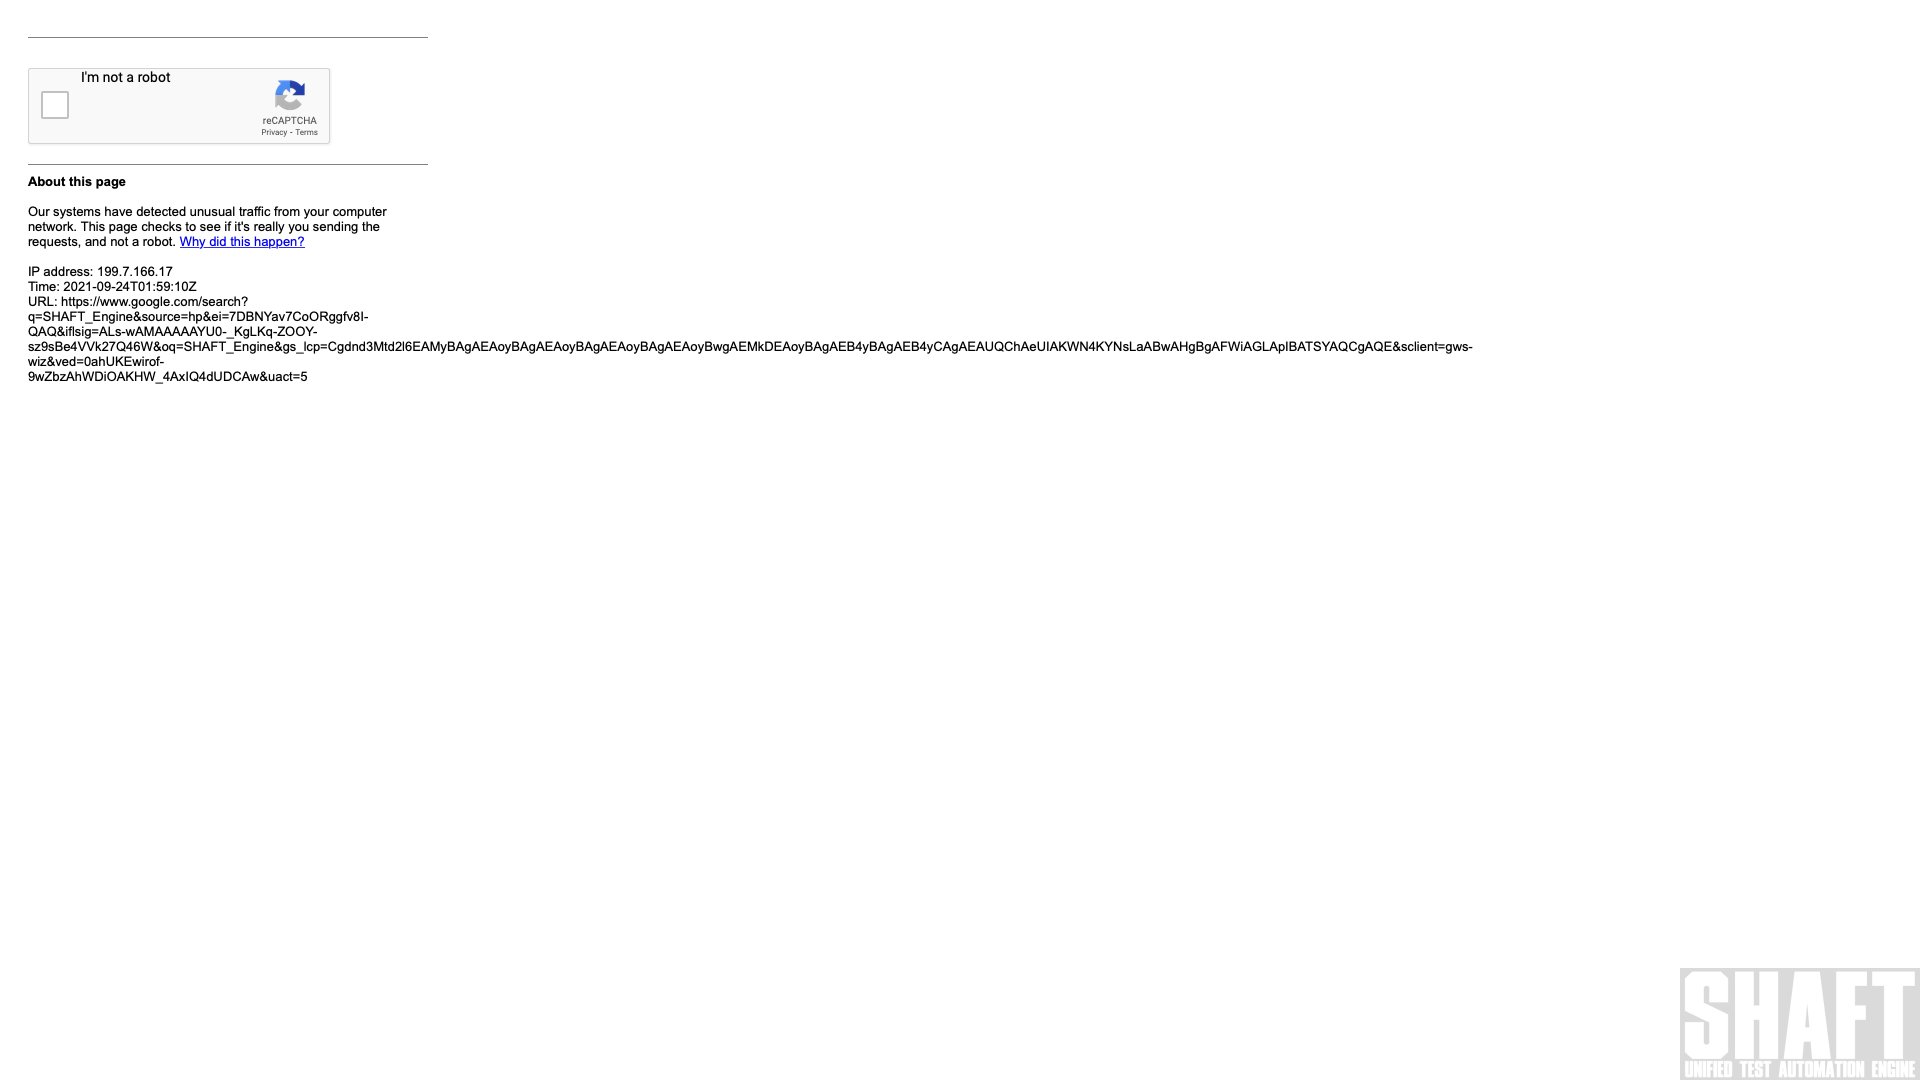 I'm not a robot
reCAPTCHA
Privacy - Terms
About this page
Our systems have detected unusual traffic from your computer
network. This page checks to see if it's really you sending the
requests, and not a robot. Why did this happen?
IP address: 199.7.166.17
Time: 2021-09-24T01:59:10Z
URL: https://www.google.com/search?
q=SHAFT_Engine&source=hp&ei=7DBNYav7CoORggfv8I-
QAQ&iflsig=ALs-wAMAAAAAYU0-_KgLKq-ZOOY-
sz9sBe4VVk27Q46W&oq=SHAFT_Engine&gs_lcp=Cgdnd3Mtd2l6EAMyBAgAEAoyBAgAEAoyBAgAEAoyBAgAEAoyBwgAEMkDEAoyBAgAEB4yBAgAEB4yCAgAEAUQChAeUIAKWN4KYNsLaABwAHgBgAFWiAGLApIBATSYAQCgAQE&sclient=gws-
wiz&ved=0ahUKEwirof-
9wZbzAhWDiOAKHW_4AxIQ4dUDCAw&uact=5
SHAFT
UNIFIED TEST AUTOMATION ENGINE